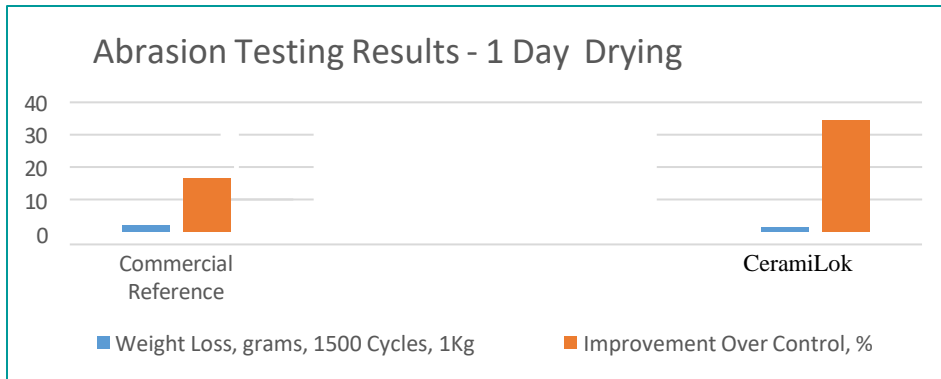 Abrasion Testing Results - 1 Day Drying
40
30
20
10
0
Commercial
Reference
CeramiLok
Weight Loss, grams, 1500 Cycles, 1Kg
Improvement Over Control, %